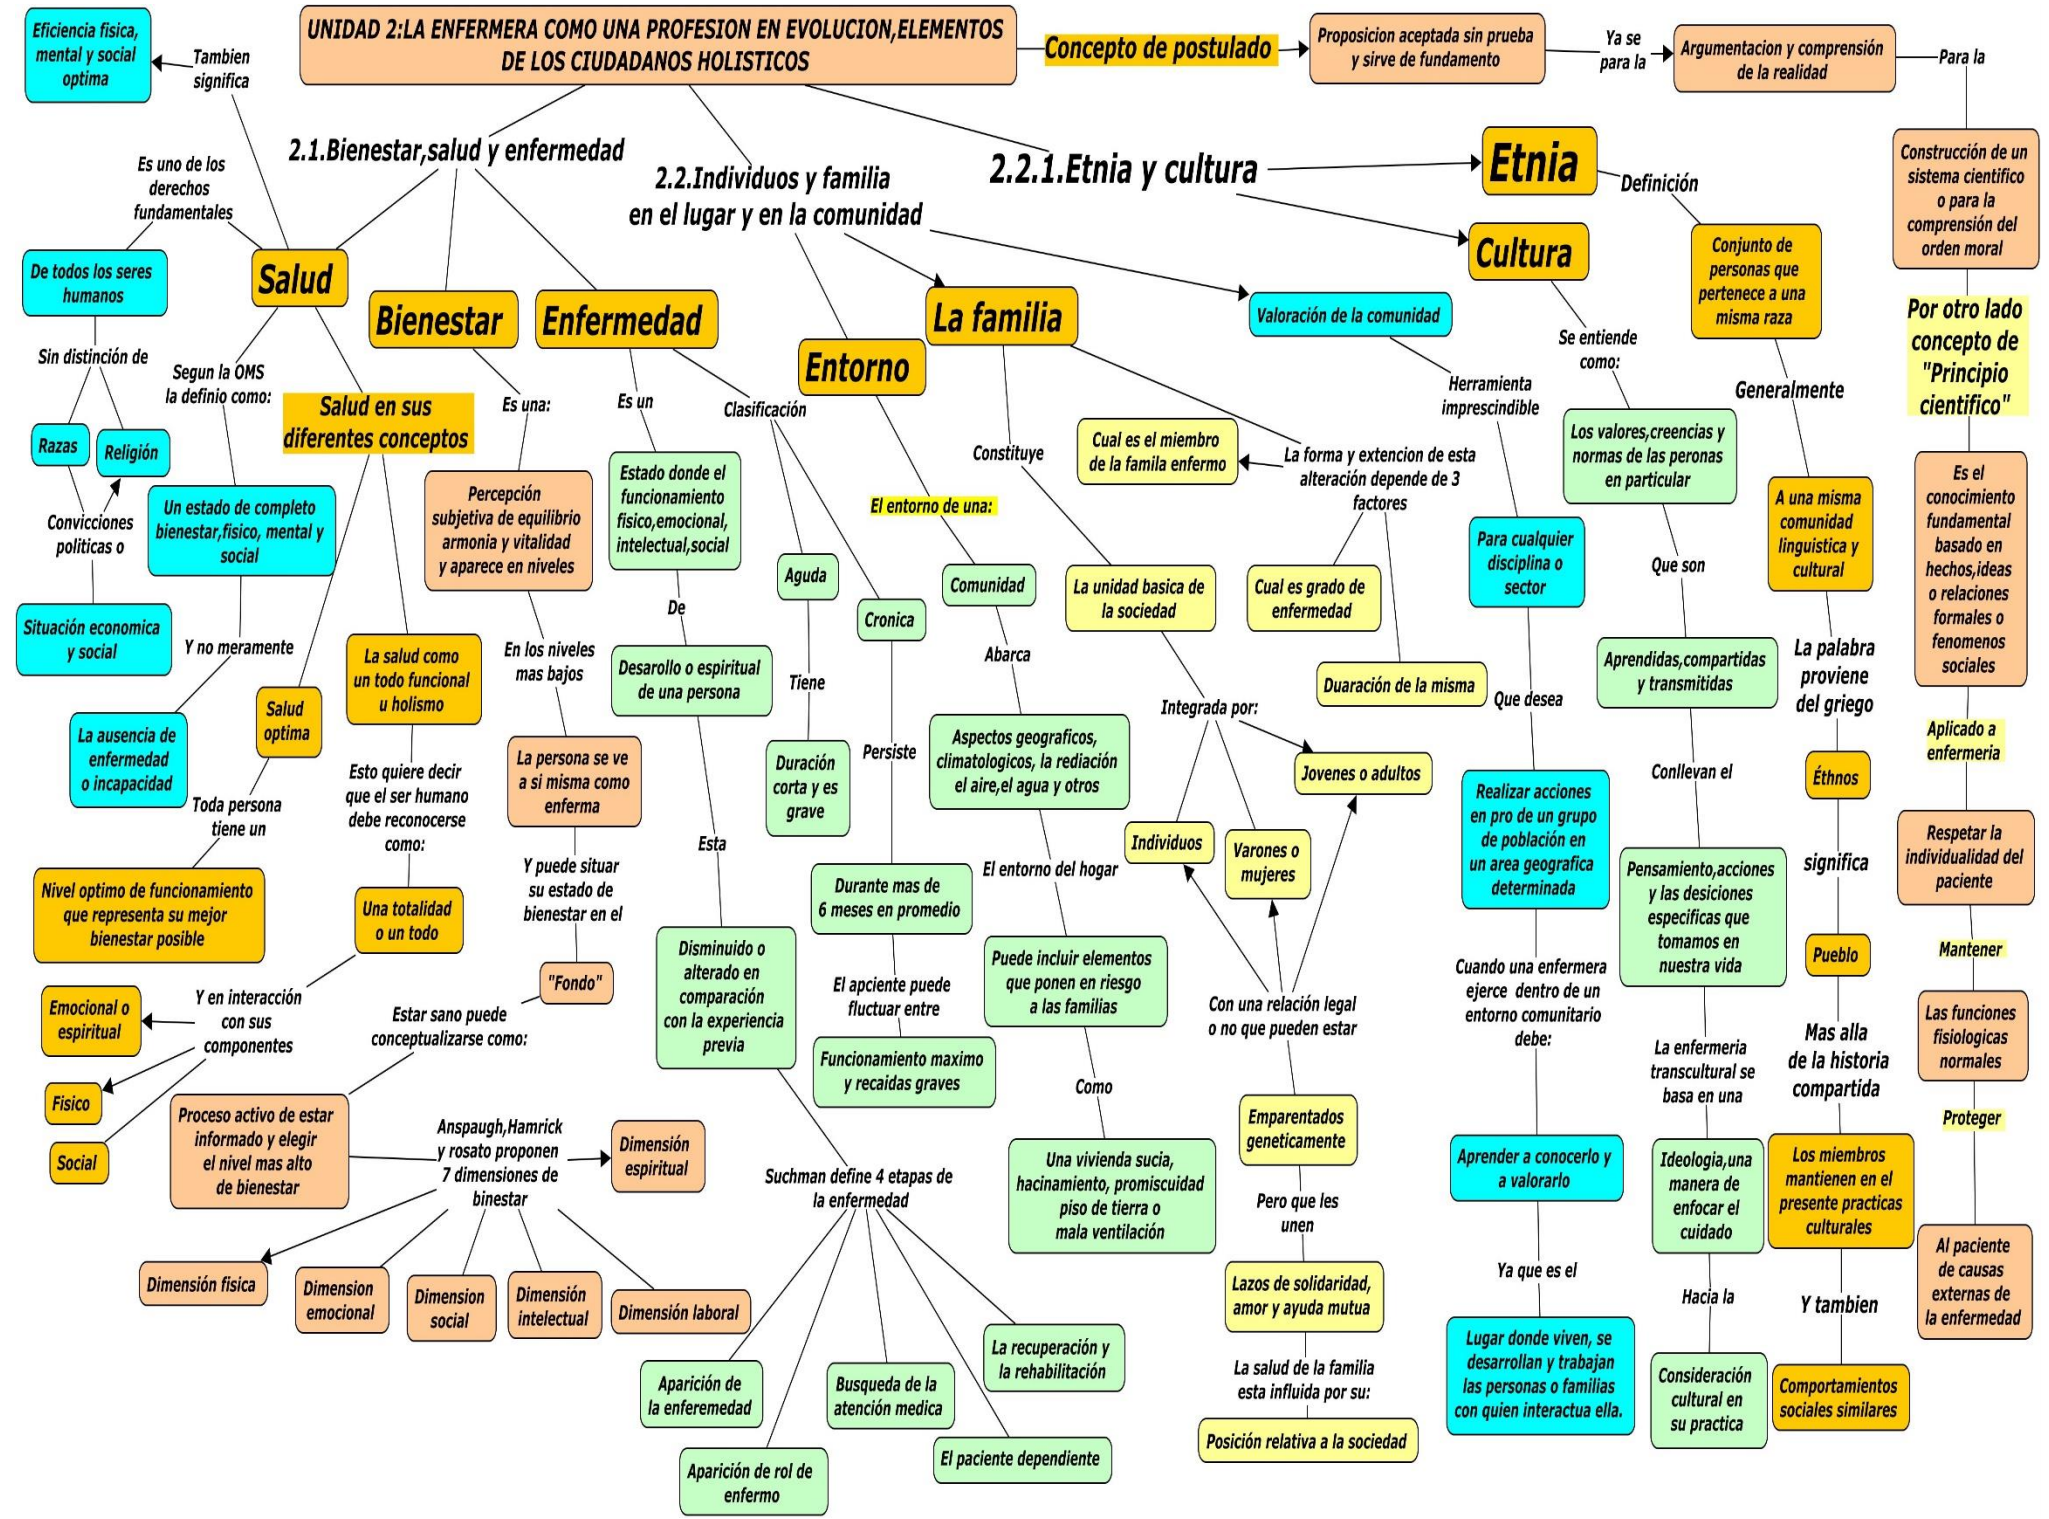 UNIDAD 2:LA ENFERMERA COMO UNA PROFESION EN EVOLUCION,ELEMENTOS
DE LOS CIUDADANOS HOLISTICOS
Concepto de postulado
Proposicion aceptada sin prueba
y sirve de fundamento
Ya se
para la
Argumentacion y comprensión
de la realidad
Para la
Construcción de un
sistema cientifico
o para la
comprensión del
orden moral
Por otro lado
concepto de
"Principio
cientifico"
Es el
conocimiento
fundamental
basado en
hechos,ideas
o relaciones
formales o
fenomenos
sociales
Aplicado a
enfermeria
Respetar la
individualidad del
paciente
Mantener
Las funciones
fisiologicas
normales
Proteger
Al paciente
de causas
externas de
la enfermedad
2.1.Bienestar,salud y enfermedad
Salud
Tambien
significa
Eficiencia fisica,
mental y social
optima
Es uno de los
derechos
fundamentales
De todos los seres
humanos
Sin distinción de
Razas
Religión
Convicciones
politicas o
Situación economica
y social
Segun la OMS
la definio como:
Un estado de completo
bienestar,fisico, mental y
social
Y no meramente
La ausencia de
enfermedad
o incapacidad
Salud en sus
diferentes conceptos
Salud
optima
Toda persona
tiene un
Nivel optimo de funcionamiento
que representa su mejor
bienestar posible
La salud como
un todo funcional
u holismo
Esto quiere decir
que el ser humano
debe reconocerse
como:
Una totalidad
o un todo
Y en interacción
con sus
componentes
Emocional o
espiritual
Fisico
Social
Bienestar
Es una:
Percepción
subjetiva de equilibrio
armonia y vitalidad
y aparece en niveles
En los niveles
mas bajos
La persona se ve
a si misma como
enferma
Y puede situar
su estado de
bienestar en el
"Fondo"
Estar sano puede
conceptualizarse como:
Proceso activo de estar
informado y elegir
el nivel mas alto
de bienestar
Anspaugh,Hamrick
y rosato proponen
7 dimensiones de
binestar
Dimensión
espiritual
Dimensión fisica
Dimension
emocional
Dimension
social
Dimensión
intelectual
Dimensión laboral
Enfermedad
Es un
Estado donde el
funcionamiento
fisico,emocional,
intelectual,social
De
Desarollo o espiritual
de una persona
Esta
Disminuido o
alterado en
comparación
con la experiencia
previa
Suchman define 4 etapas de
la enfermedad
Aparición de
la enferemedad
Aparición de rol de
enfermo
Busqueda de la
atención medica
El paciente dependiente
La recuperación y
la rehabilitación
Clasificación
Aguda
Tiene
Duración
corta y es
grave
Cronica
Persiste
Durante mas de
6 meses en promedio
El apciente puede
fluctuar entre
Funcionamiento maximo
y recaidas graves
2.2.Individuos y familia
en el lugar y en la comunidad
Entorno
El entorno de una:
Comunidad
Abarca
Aspectos geograficos,
climatologicos, la rediación
el aire,el agua y otros
El entorno del hogar
Puede incluir elementos
que ponen en riesgo
a las familias
Como
Una vivienda sucia,
hacinamiento, promiscuidad
piso de tierra o
mala ventilación
La familia
Constituye
La unidad basica de
la sociedad
Integrada por:
Individuos
Varones o
mujeres
Jovenes o adultos
Con una relación legal
o no que pueden estar
Emparentados
geneticamente
Pero que les
unen
Lazos de solidaridad,
amor y ayuda mutua
La salud de la familia
esta influida por su:
Posición relativa a la sociedad
La forma y extencion de esta
alteración depende de 3
factores
Cual es el miembro
de la famila enfermo
Cual es grado de
enfermedad
Duaración de la misma
Valoración de la comunidad
Herramienta
imprescindible
Para cualquier
disciplina o
sector
Que desea
Realizar acciones
en pro de un grupo
de población en
un area geografica
determinada
Cuando una enfermera
ejerce dentro de un
entorno comunitario
debe:
Aprender a conocerlo y
a valorarlo
Ya que es el
Lugar donde viven, se
desarrollan y trabajan
las personas o familias
con quien interactua ella.
2.2.1.Etnia y cultura
Cultura
Se entiende
como:
Los valores,creencias y
normas de las peronas
en particular
Que son
Aprendidas,compartidas
y transmitidas
Conllevan el
Pensamiento,acciones
y las desiciones
especificas que
tomamos en
nuestra vida
La enfermeria
transcultural se
basa en una
Ideologia,una
manera de
enfocar el
cuidado
Hacia la
Consideración
cultural en
su practica
Etnia
Definición
Conjunto de
personas que
pertenece a una
misma raza
Generalmente
A una misma
comunidad
linguistica y
cultural
La palabra
proviene
del griego
Éthnos
significa
Pueblo
Mas alla
de la historia
compartida
Los miembros
mantienen en el
presente practicas
culturales
Y tambien
Comportamientos
sociales similares